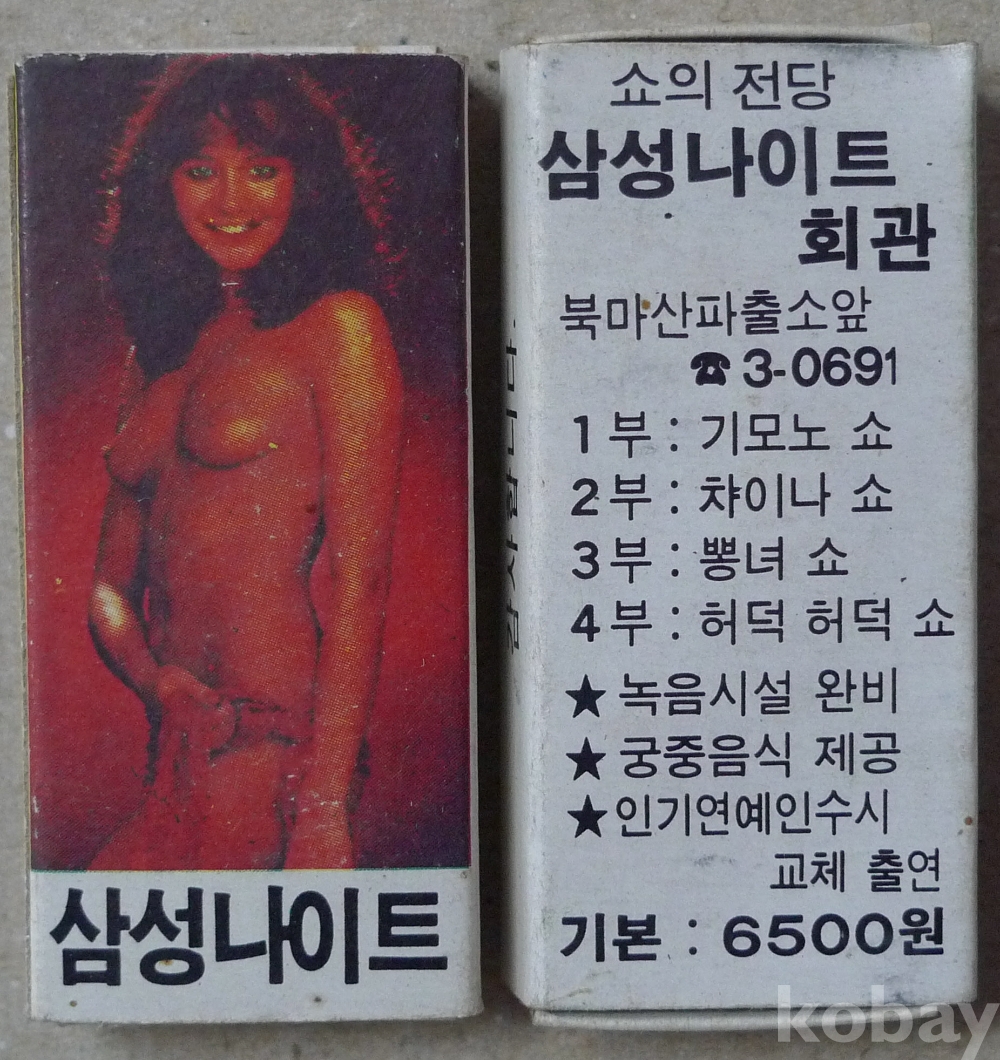 삼성나이트
쇼의 전당
삼성나이트
회관
북마산파출소앞
☎3-0691
1부 : 기모노 쇼
2부 : 챠이나 쇼
3부 : 뽕녀 쇼
4부 : 허덕 허덕 쇼
★ 녹음시설 완비
★ 궁중음식 제공
★ 인기연예인수시
교체 출연
기본 : 6500원
kobay